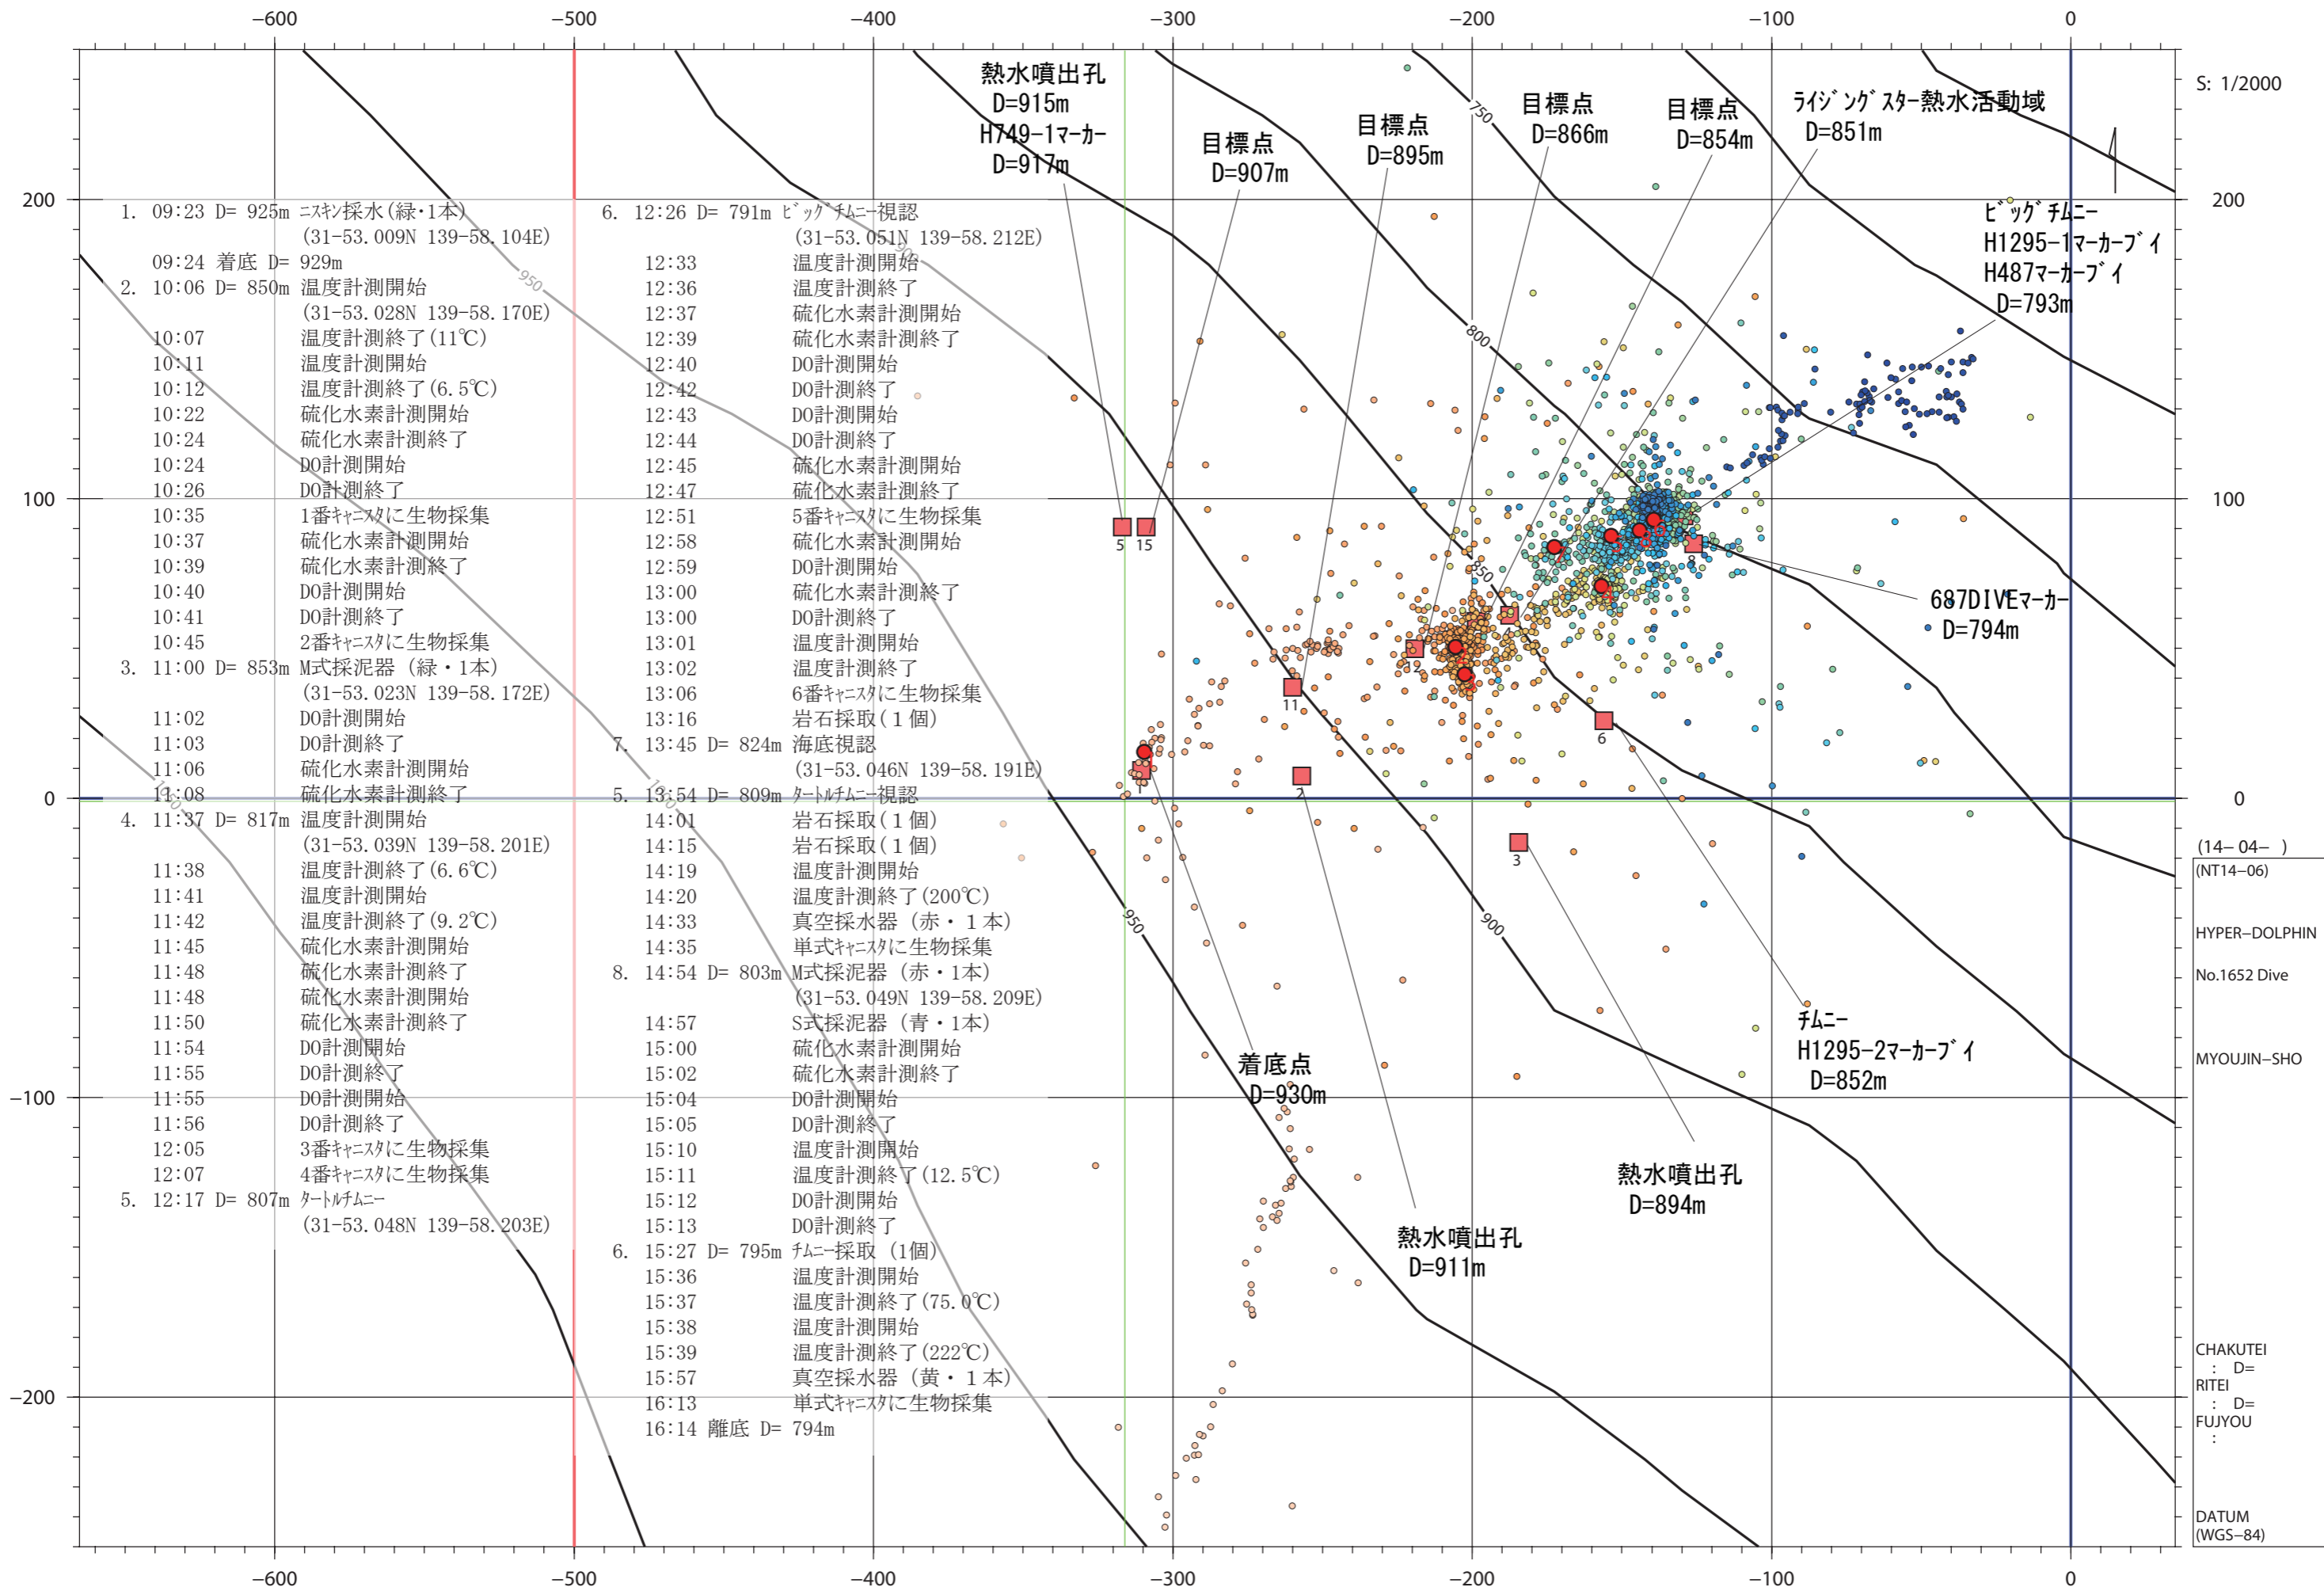 −600 −500 −400 −300 −200 −100 0
S: 1/2000
熱水噴出孔
D=915m
H749-1マーカー
D=917m
目標点
D=907m
目標点
D=895m
目標点
D=866m
目標点
D=854m
ライジングスター熱水活動域
D=851m
ビッグチムニー
H1295-1マーカーブイ
H487マーカーブイ
D=793m
687DIVEマーカー
D=794m
チムニー
H1295-2マーカーブイ
D=852m
熱水噴出孔
D=894m
熱水噴出孔
D=911m
着底点
D=930m
200
100
0
−100
−200
200
100
0
−100
−200
1. 09:23 D= 925m ニスキン採水(緑・1本)
(31-53.009N 139-58.104E)
09:24 着底 D= 929m
2. 10:06 D= 850m 温度計測開始
(31-53.028N 139-58.170E)
10:07 温度計測終了(11℃)
10:11 温度計測開始
10:12 温度計測終了(6.5℃)
10:22 硫化水素計測開始
10:24 硫化水素計測終了
10:24 DO計測開始
10:26 DO計測終了
10:35 1番キャニスタに生物採集
10:37 硫化水素計測開始
10:39 硫化水素計測終了
10:40 DO計測開始
10:41 DO計測終了
10:45 2番キャニスタに生物採集
3. 11:00 D= 853m M式採泥器（緑・1本）
(31-53.023N 139-58.172E)
11:02 DO計測開始
11:03 DO計測終了
11:06 硫化水素計測開始
11:08 硫化水素計測終了
4. 11:37 D= 817m 温度計測開始
(31-53.039N 139-58.201E)
11:38 温度計測終了(6.6℃)
11:41 温度計測開始
11:42 温度計測終了(9.2℃)
11:45 硫化水素計測開始
11:48 硫化水素計測終了
11:48 硫化水素計測開始
11:50 硫化水素計測終了
11:54 DO計測開始
11:55 DO計測終了
11:55 DO計測開始
11:56 DO計測終了
12:05 3番キャニスタに生物採集
12:07 4番キャニスタに生物採集
5. 12:17 D= 807m タートルチムニー
(31-53.048N 139-58.203E)
6. 12:26 D= 791m ビッグチムニー視認
(31-53.051N 139-58.212E)
12:33 温度計測開始
12:36 温度計測終了
12:37 硫化水素計測開始
12:39 硫化水素計測終了
12:40 DO計測開始
12:42 DO計測終了
12:43 DO計測開始
12:44 DO計測終了
12:45 硫化水素計測開始
12:47 硫化水素計測終了
12:51 5番キャニスタに生物採集
12:58 硫化水素計測開始
12:59 DO計測開始
13:00 硫化水素計測終了
13:00 DO計測終了
13:01 温度計測開始
13:02 温度計測終了
13:06 6番キャニスタに生物採集
13:16 岩石採取(１個)
7. 13:45 D= 824m 海底視認
(31-53.046N 139-58.191E)
5. 13:54 D= 809m タートルチムニー視認
14:01 岩石採取(１個)
14:15 岩石採取(１個)
14:19 温度計測開始
14:20 温度計測終了(200℃)
14:33 真空採水器（赤・１本）
14:35 単式キャニスタに生物採集
8. 14:54 D= 803m M式採泥器（赤・1本）
(31-53.049N 139-58.209E)
14:57 S式採泥器（青・1本）
15:00 硫化水素計測開始
15:02 硫化水素計測終了
15:04 DO計測開始
15:05 DO計測終了
15:10 温度計測開始
15:11 温度計測終了(12.5℃)
15:12 DO計測開始
15:13 DO計測終了
6. 15:27 D= 795m チムニー採取（1個）
15:36 温度計測開始
15:37 温度計測終了(75.0℃)
15:38 温度計測開始
15:39 温度計測終了(222℃)
15:57 真空採水器（黄・１本）
16:13 単式キャニスタに生物採集
16:14 離底 D= 794m
750
800
850
900
950
900
950
1000
1050
5 15
11
2
2
3
6
8
(14−04− )
(NT14−06)
HYPER−DOLPHIN
No.1652 Dive
MYOUJIN−SHO
CHAKUTEI
: D=
RITEI
: D=
FUJYOU
:
DATUM
(WGS−84)
−600 −500 −400 −300 −200 −100 0